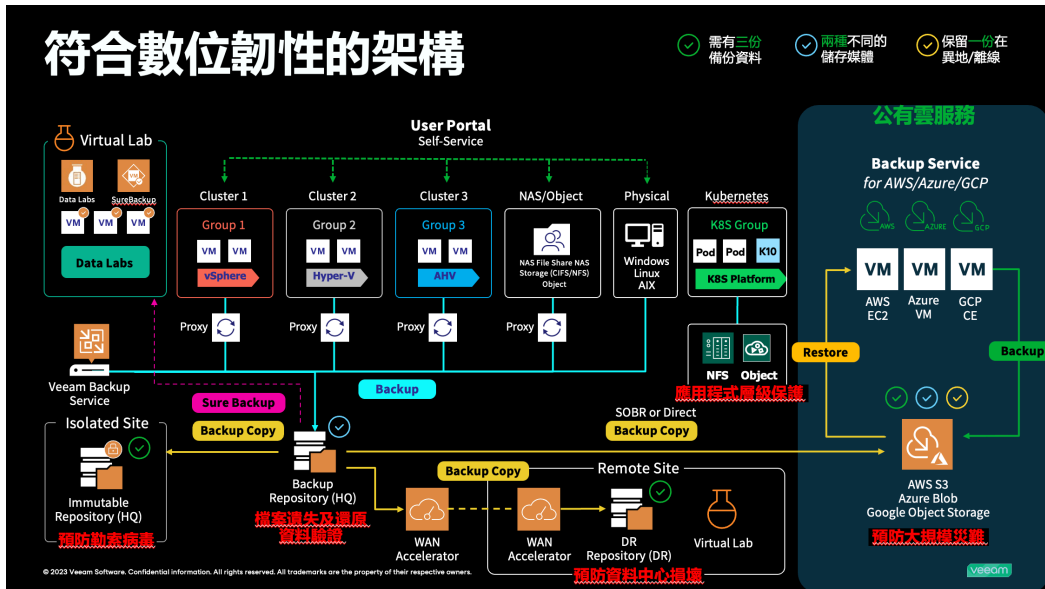 符合數位韌性的架構
需有三份
備份資料
兩種不同的
儲存媒體
保留一份在
異地/離線
公有雲服務
Backup Service
for AWS/Azure/GCP
AWS
AZURE
GCP
VM
VM
VM
AWS
EC2
Azure
VM
GCP
CE
Restore
Backup
AWS S3
Azure Blob
Google Object Storage
預防大規模災難
veeam
User Portal
Self-Service
Virtual Lab
Data Labs
SureBackup
VM
VM
VM
VM
Data Labs
Cluster 1
Group 1
VM
VM
vSphere
Cluster 2
Group 2
VM
VM
Hyper-V
Cluster 3
Group 3
VM
VM
AHV
NAS/Object
NAS File Share NAS
Storage (CIFS/NFS)
Object
Physical
Windows
Linux
AIX
Kubernetes
K8S Group
Pod
Pod
K10
K8S Platform
Proxy
Proxy
Proxy
Proxy
NFS
Object
應用程式層級保護
Veeam Backup
Service
Backup
Sure Backup
Backup Copy
SOBR or Direct
Backup Copy
Isolated Site
Immutable
Repository (HQ)
預防勒索病毒
Backup
Repository (HQ)
檔案遺失及還原
資料驗證
Backup Copy
WAN
Accelerator
Remote Site
WAN
Accelerator
DR
Repository (DR)
Virtual Lab
預防資料中心損壞
© 2023 Veeam Software. Confidential information. All rights reserved. All trademarks are the property of their respective owners.